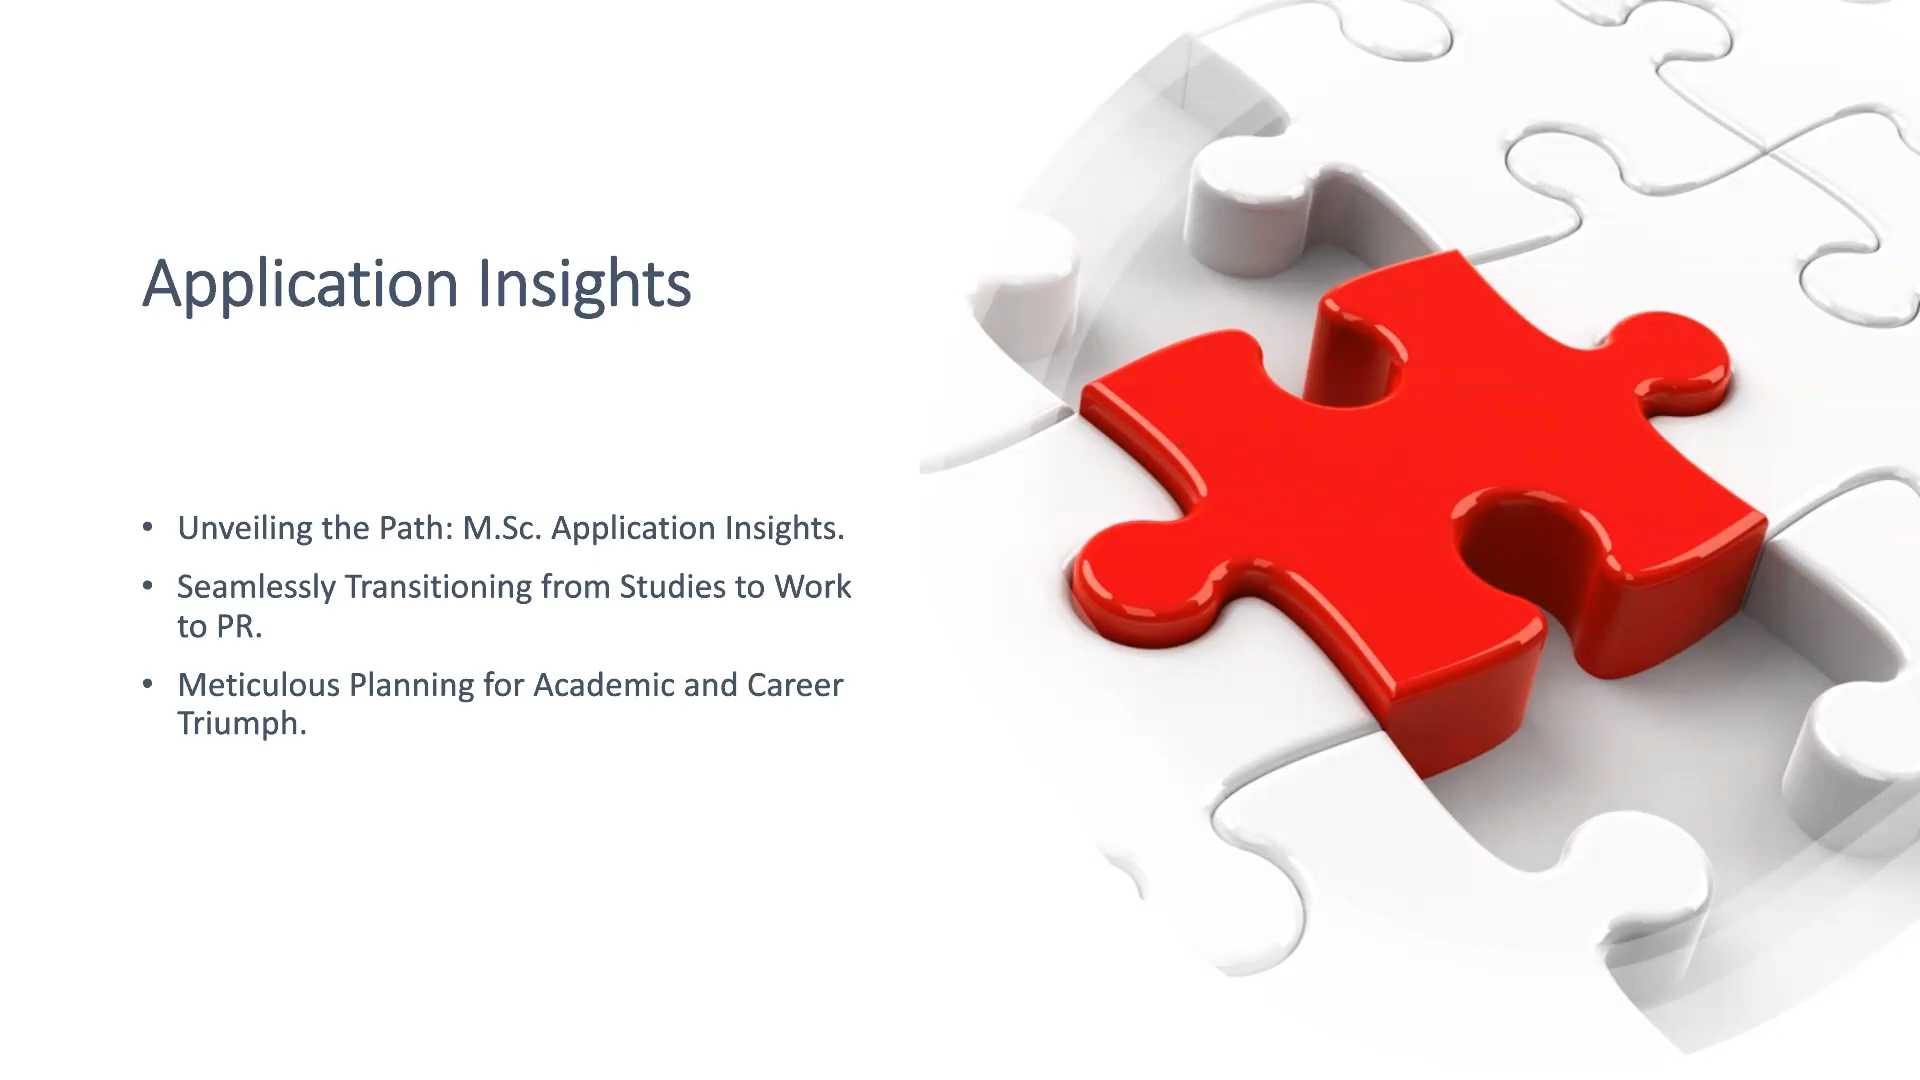 Application Insights
• Unveiling the Path: M.Sc. Application Insights.
• Seamlessly Transitioning from Studies to Work
to PR.
• Meticulous Planning for Academic and Career
Triumph.